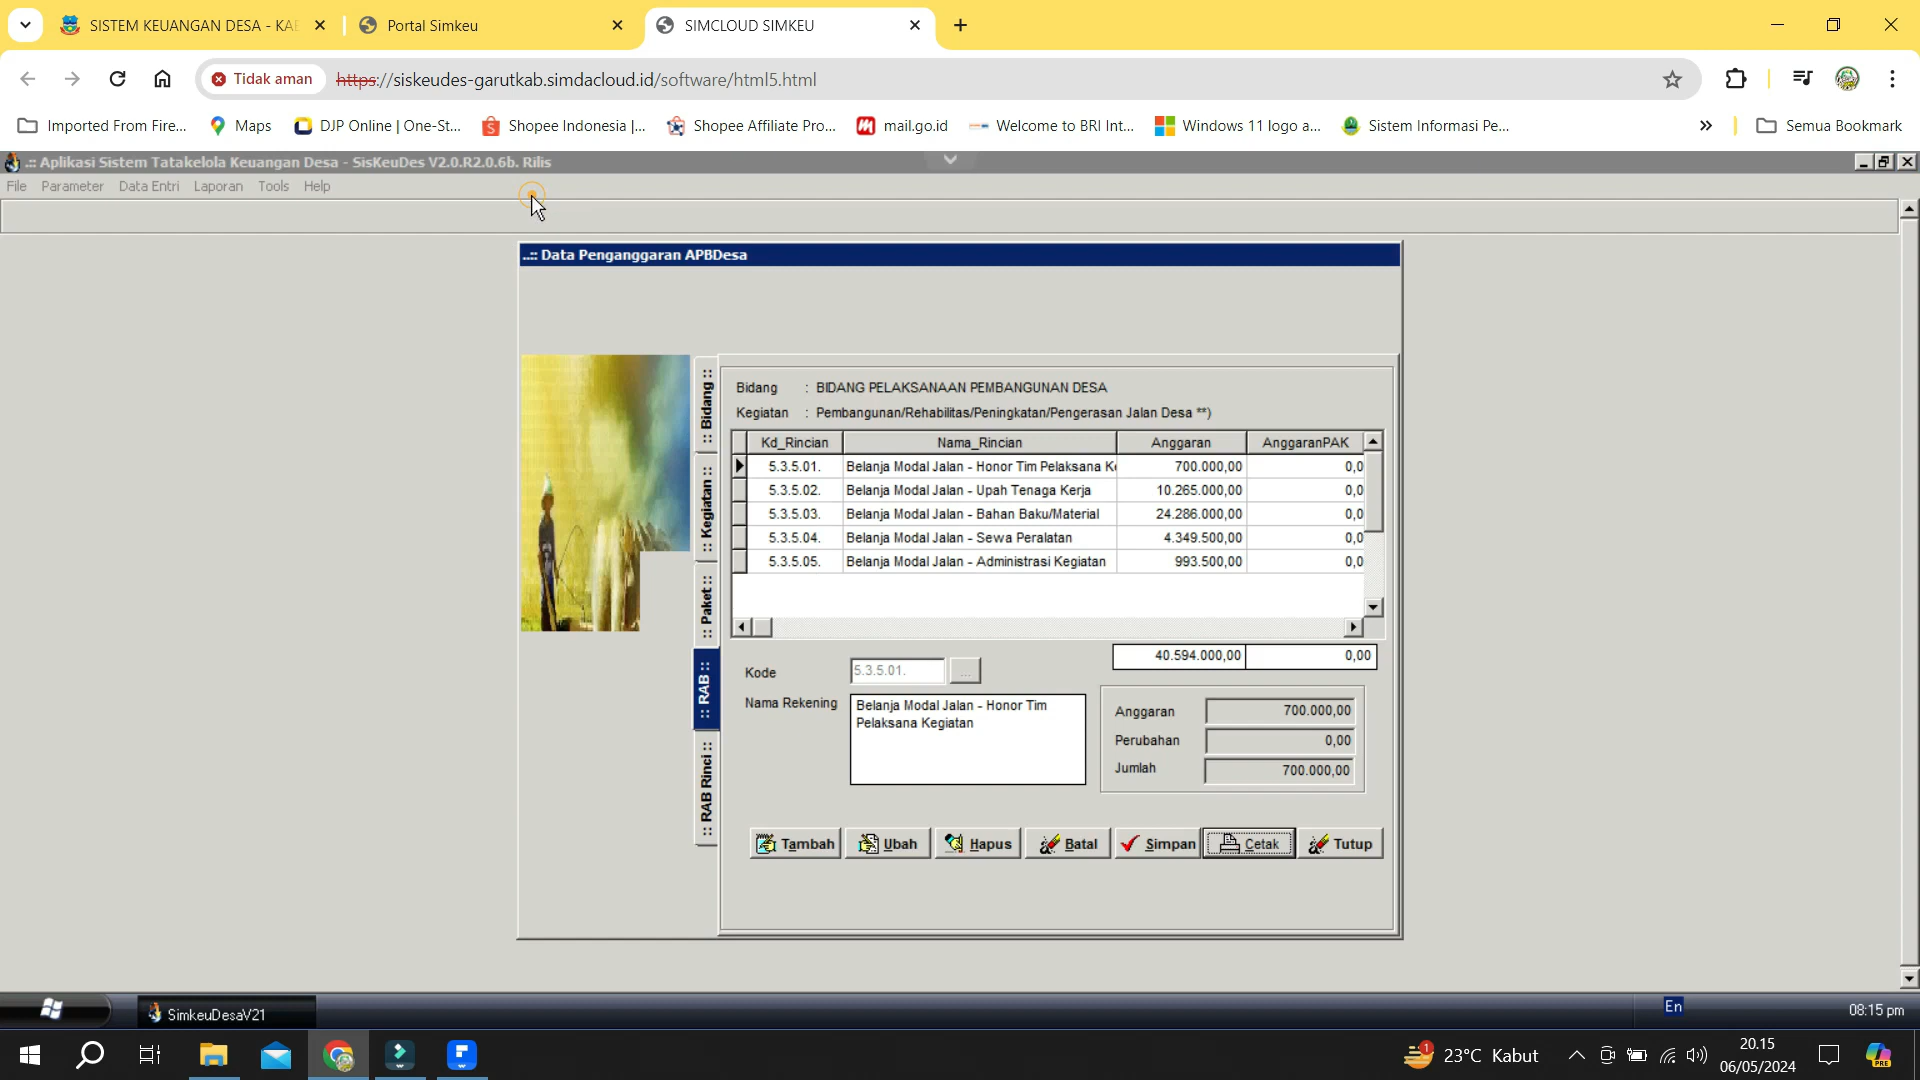 SISTEM KEUANGAN DESA - KAB
Portal Simkeu
SIMCLOUD SIMKEU
Tidak aman
https://siskeudes-garutkab.simdacloud.id/software/html5.html
Imported From Fire...
Maps
DJP Online | One-St...
Shopee Indonesia |...
Shopee Affiliate Pro...
mail.go.id
Welcome to BRI Int...
Windows 11 logo a...
Sistem Informasi Pe...
Semua Bookmark
.:: Aplikasi Sistem Tatakelola Keuangan Desa - SisKeuDes V2.0.R2.0.6b. Rilis
File Parameter Data Entri Laporan Tools Help
..:: Data Penganggaran APBDesa
:: Bidang ::
:: Kegiatan ::
:: Paket ::
:: RAB ::
:: RAB Rinci ::
Bidang : BIDANG PELAKSANAAN PEMBANGUNAN DESA
Kegiatan : Pembangunan/Rehabilitas/Peningkatan/Pengerasan Jalan Desa **)
Kd_Rincian Nama_Rincian Anggaran AnggaranPAK
5.3.5.01. Belanja Modal Jalan - Honor Tim Pelaksana Ke 700.000,00 0,0
5.3.5.02. Belanja Modal Jalan - Upah Tenaga Kerja 10.265.000,00 0,0
5.3.5.03. Belanja Modal Jalan - Bahan Baku/Material 24.286.000,00 0,0
5.3.5.04. Belanja Modal Jalan - Sewa Peralatan 4.349.500,00 0,0
5.3.5.05. Belanja Modal Jalan - Administrasi Kegiatan 993.500,00 0,0
40.594.000,00 0,00
Kode 5.3.5.01. ...
Nama Rekening Belanja Modal Jalan - Honor Tim
Pelaksana Kegiatan
Anggaran 700.000,00
Perubahan 0,00
Jumlah 700.000,00
Tambah Ubah Hapus Batal Simpan Cetak Tutup
SimkeuDesaV21
En
08:15 pm
1
23°C Kabut
20.15
06/05/2024
PRE